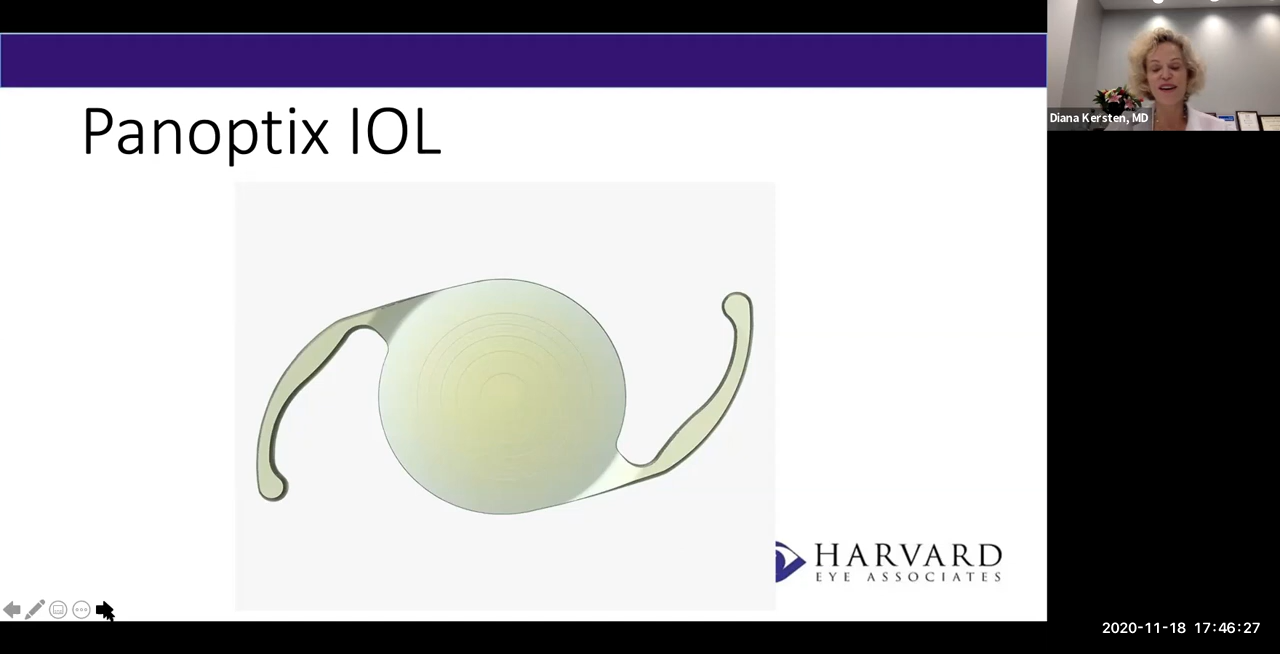 Panoptix IOL
Diana Kersten, MD
HARVARD
EYE ASSOCIATES
2020-11-18 17:46:27